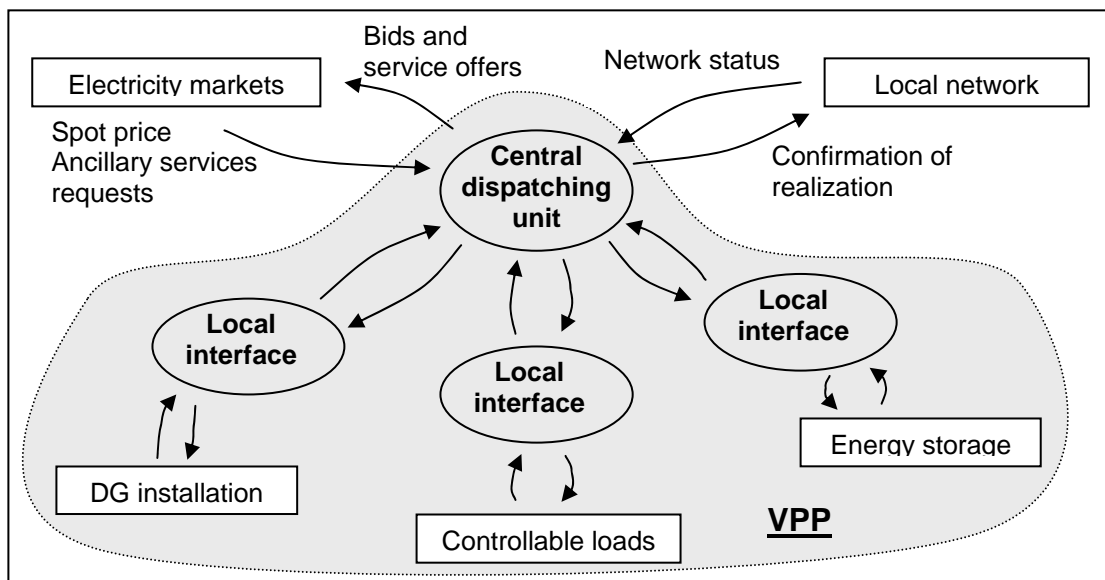 Bids and
service offers
Electricity markets
Network status
Local network
Spot price
Ancillary services
requests
Confirmation of
realization
Central
dispatching
unit
Local
interface
Local
interface
Local
interface
DG installation
Controllable loads
Energy storage
VPP